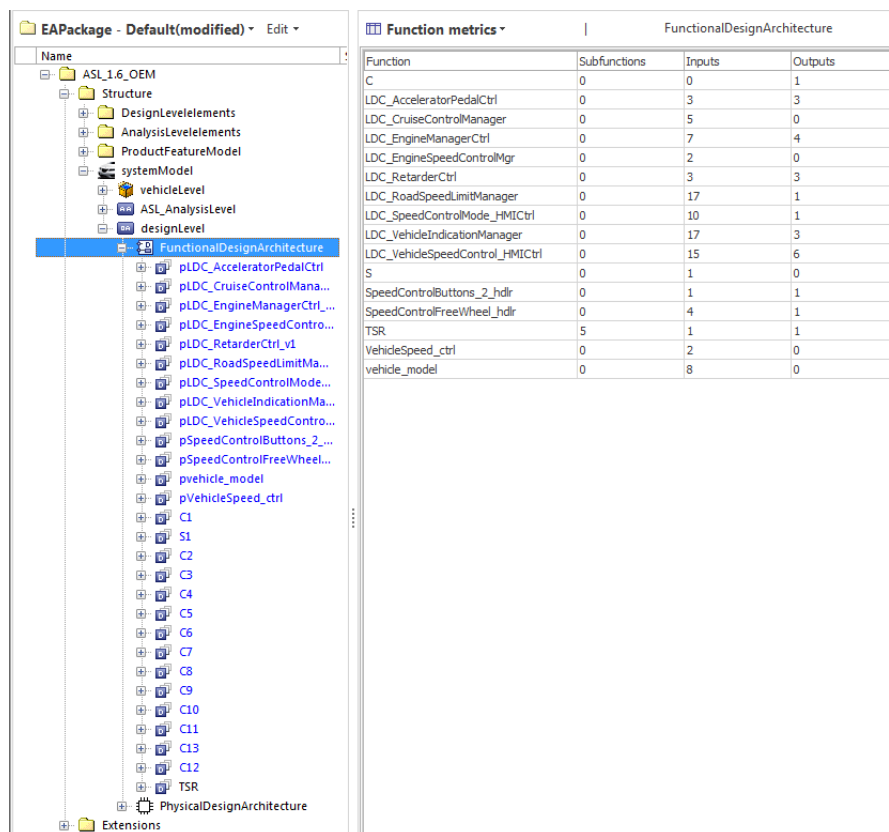 EAPackage - Default(modified) Edit
Name
ASL_1.6_OEM
Structure
DesignLevelelements
AnalysisLevelelements
ProductFeatureModel
systemModel
vehicleLevel
ASL_AnalysisLevel
designLevel
FunctionalDesignArchitecture
pLDC_AcceleratorPedalCtrl
pLDC_CruiseControlMana...
pLDC_EngineManagerCtrl_...
pLDC_EngineSpeedContro...
pLDC_RetarderCtrl_v1
pLDC_RoadSpeedLimitMa...
pLDC_SpeedControlMode...
pLDC_VehicleIndicationMa...
pLDC_VehicleSpeedContro...
pSpeedControlButtons_2_...
pSpeedControlFreeWheel...
pvehicle_model
pVehicleSpeed_ctrl
C1
S1
C2
C3
C4
C5
C6
C7
C8
C9
C10
C11
C13
C12
TSR
PhysicalDesignArchitecture
Extensions
Function metrics | FunctionalDesignArchitecture
Function Subfunctions Inputs Outputs
C 0 0 1
LDC_AcceleratorPedalCtrl 0 3 3
LDC_CruiseControlManager 0 5 0
LDC_EngineManagerCtrl 0 7 4
LDC_EngineSpeedControlMgr 0 2 0
LDC_RetarderCtrl 0 3 3
LDC_RoadSpeedLimitManager 0 17 1
LDC_SpeedControlMode_HMICtrl 0 10 1
LDC_VehicleIndicationManager 0 17 3
LDC_VehicleSpeedControl_HMICtrl 0 15 6
S 0 1 0
SpeedControlButtons_2_hdlr 0 1 1
SpeedControlFreeWheel_hdlr 0 4 1
TSR 5 1 1
VehicleSpeed_ctrl 0 2 0
vehicle_model 0 8 0